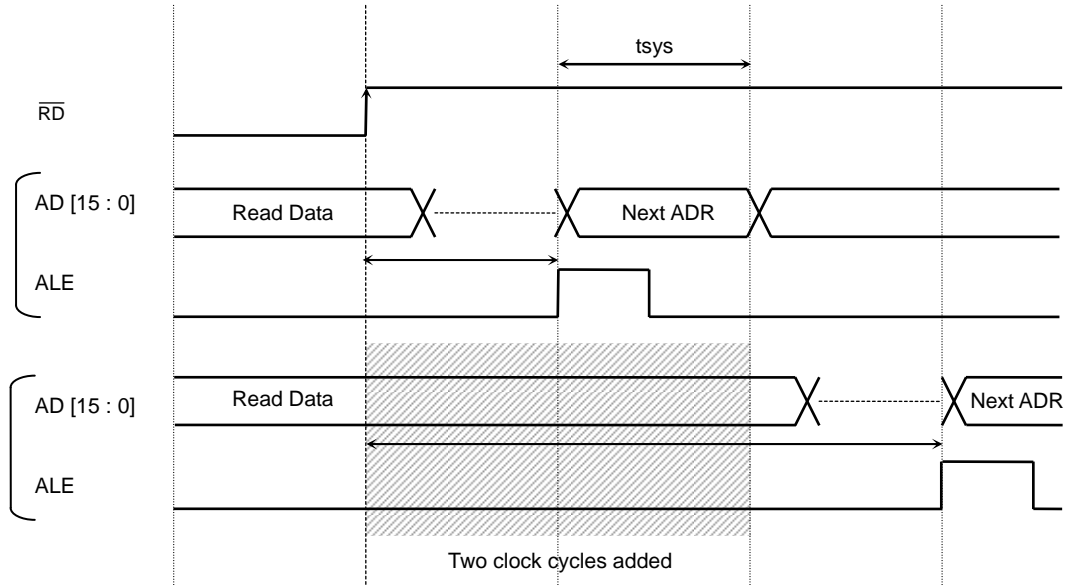 tsys
RD
AD [15 : 0]
Read Data
Next ADR
ALE
AD [15 : 0]
Read Data
Next ADR
ALE
Two clock cycles added